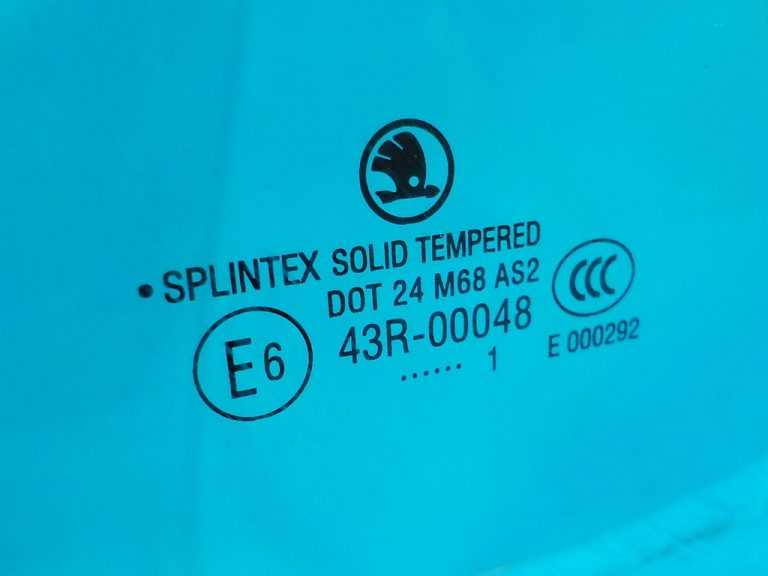 • SPLINTEX SOLID TEMPERED
DOT 24 M68 AS2
CCC
E6
43R-00048
...... 1
E 000292